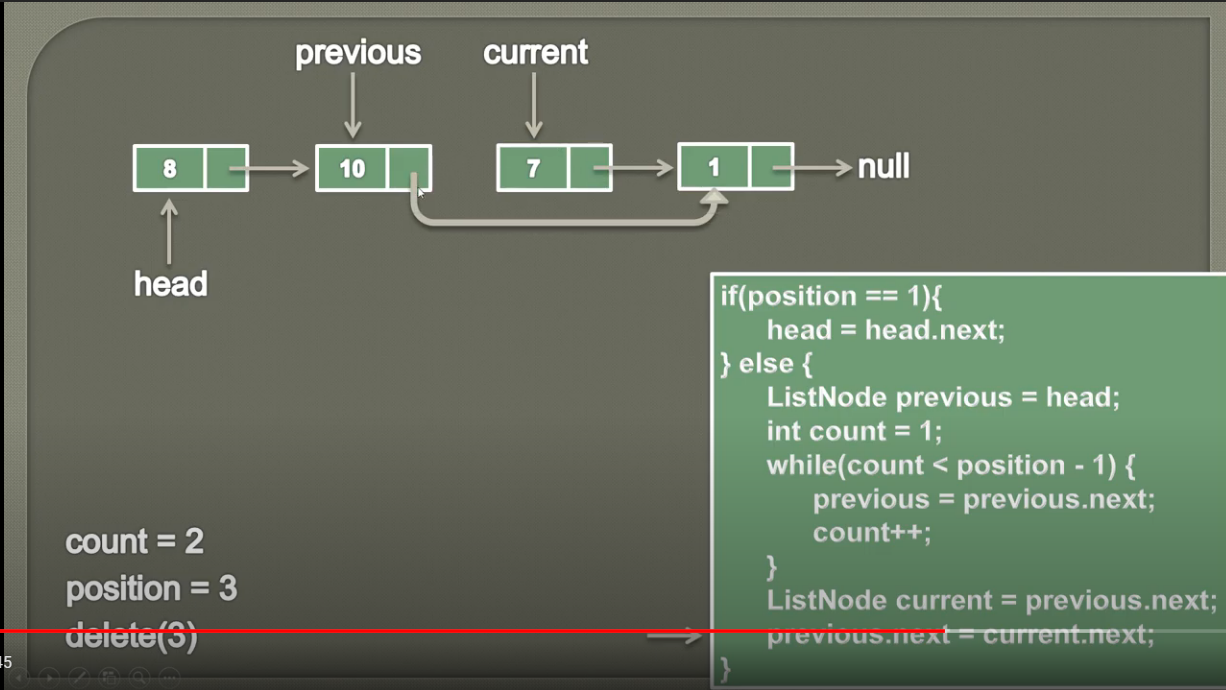 previous current
8 10 7 1 null
head
if(position == 1){
head = head.next;
} else {
ListNode previous = head;
int count = 1;
while(count < position - 1) {
previous = previous.next;
count++;
}
ListNode current = previous.next;
previous.next = current.next;
}
count = 2
position = 3
delete(3)
45